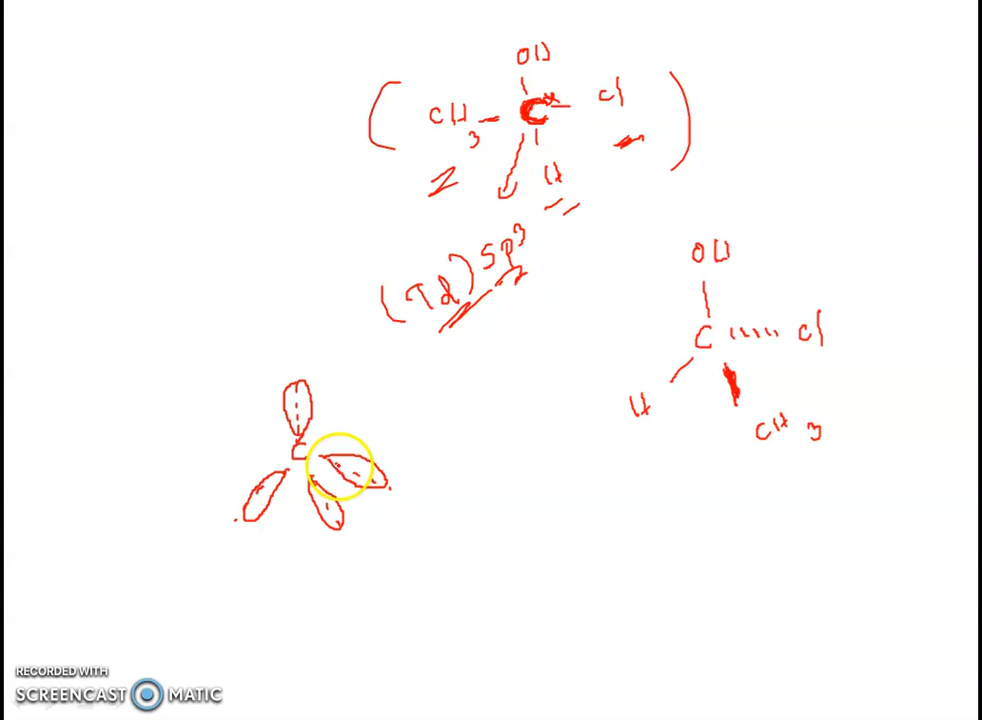 OH
CH3 - C* - Cl
H
(Td) SP3
OH
C Cl
H
CH3
C
RECORDED WITH
SCREENCAST MATIC